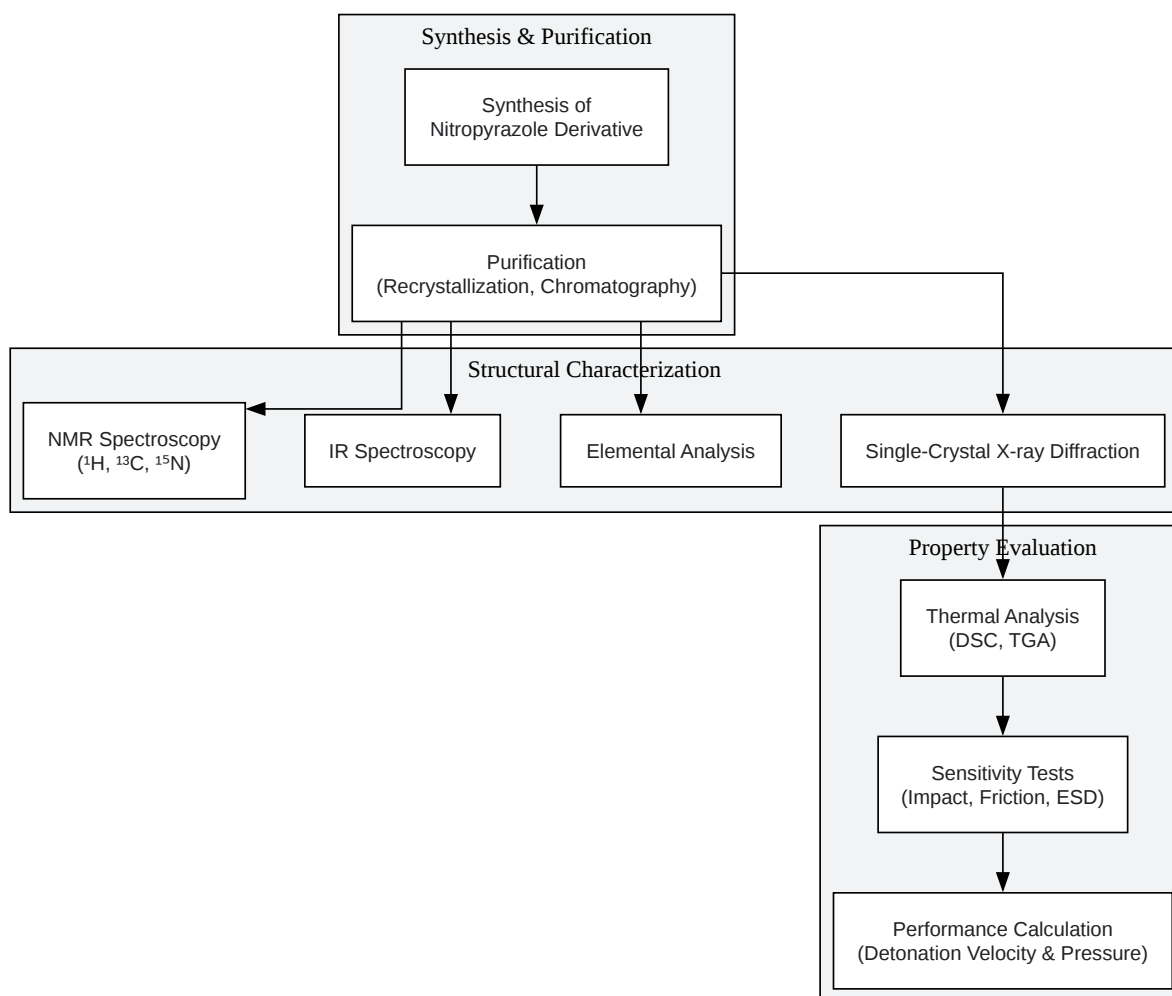 Synthesis & Purification
Synthesis of
Nitropyrazole Derivative
Purification
(Recrystallization, Chromatography)
Structural Characterization
NMR Spectroscopy
(¹H, ¹³C, ¹⁵N)
IR Spectroscopy
Elemental Analysis
Single-Crystal X-ray Diffraction
Property Evaluation
Thermal Analysis
(DSC, TGA)
Sensitivity Tests
(Impact, Friction, ESD)
Performance Calculation
(Detonation Velocity & Pressure)